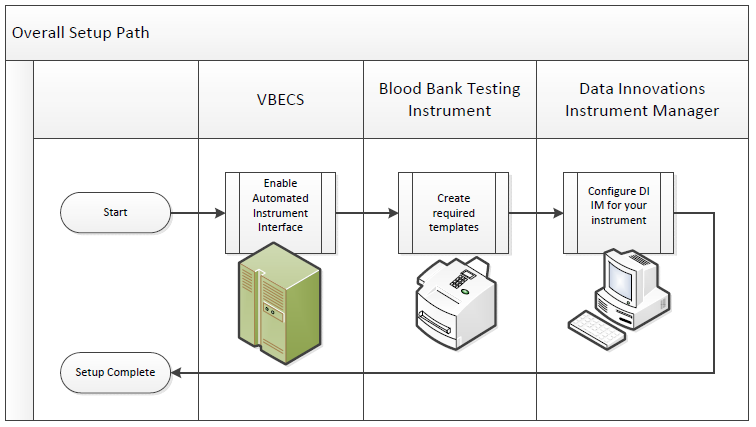 Overall Setup Path
VBECS
Blood Bank Testing
Instrument
Data Innovations
Instrument Manager
Start
Enable
Automated
Instrument
Interface
Create
required
templates
Configure DI
IM for your
instrument
Setup Complete